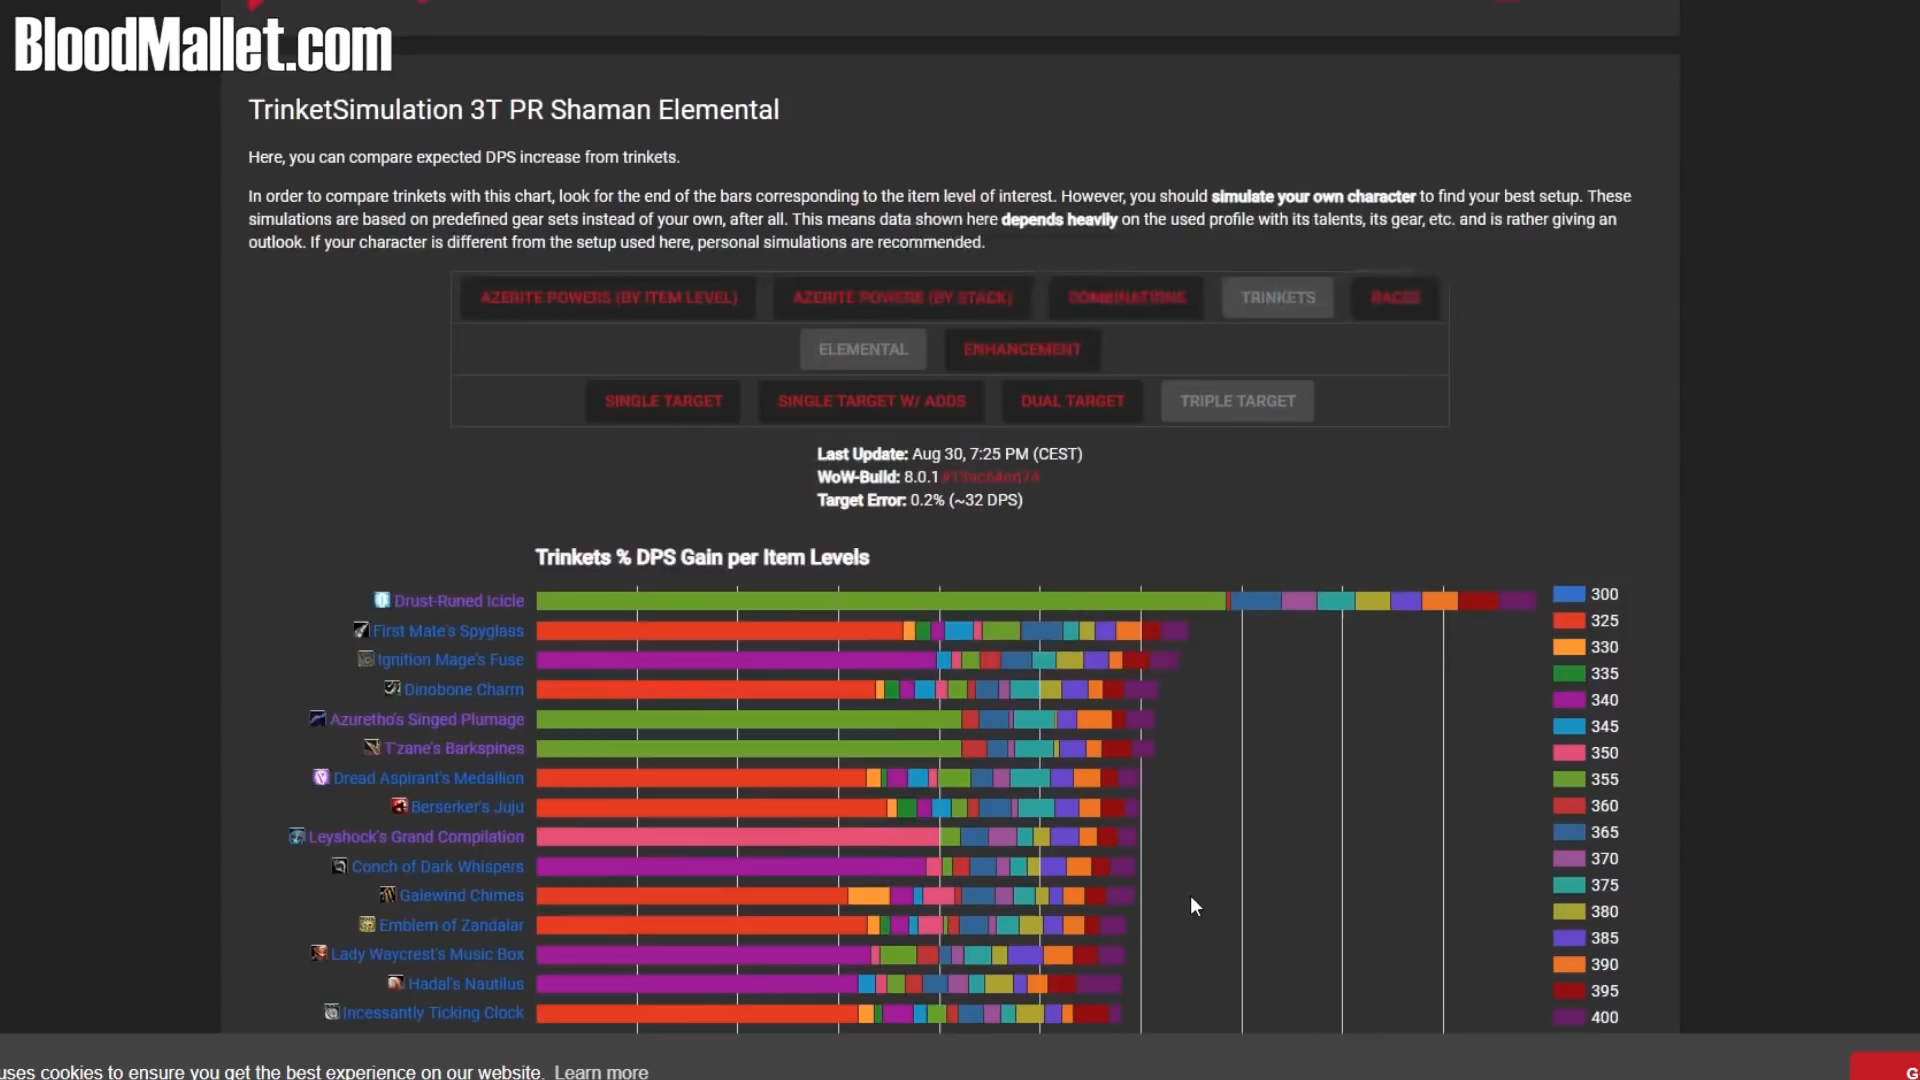 BloodMallet.com
TrinketSimulation 3T PR Shaman Elemental
Here, you can compare expected DPS increase from trinkets.
In order to compare trinkets with this chart, look for the end of the bars corresponding to the item level of interest. However, you should simulate your own character to find your best setup. These
simulations are based on predefined gear sets instead of your own, after all. This means data shown here depends heavily on the used profile with its talents, its gear, etc. and is rather giving an
outlook. If your character is different from the setup used here, personal simulations are recommended.
AZERITE POWERS (BY ITEM LEVEL) AZERITE POWERS (BY STACK) COMBINATIONS TRINKETS RACES
ELEMENTAL ENHANCEMENT
SINGLE TARGET SINGLE TARGET W/ ADDS DUAL TARGET TRIPLE TARGET
Last Update: Aug 30, 7:25 PM (CEST)
WoW-Build: 8.0.1
Target Error: 0.2% (~32 DPS)
Trinkets % DPS Gain per Item Levels
Drust-Runed Icicle
First Mate's Spyglass
Ignition Mage's Fuse
Dinobone Charm
Azuretho's Singed Plumage
T'zane's Barkspines
Dread Aspirant's Medallion
Berserker's Juju
Leyshock's Grand Compilation
Conch of Dark Whispers
Galewind Chimes
Emblem of Zandalar
Lady Waycrest's Music Box
Hadal's Nautilus
Incessantly Ticking Clock
300
325
330
335
340
345
350
355
360
365
370
375
380
385
390
395
400
uses cookies to ensure you get the best experience on our website. Learn more
G